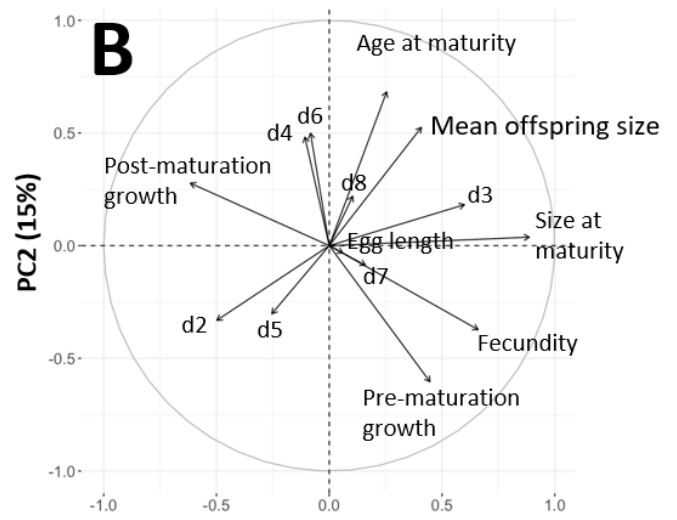 B
1.0
Age at maturity
d6
d4
0.5
Mean offspring size
Post-maturation
growth
d8
d3
Size at
maturity
PC2 (15%)
0.0
Egg length
d7
d2
d5
Fecundity
-0.5
Pre-maturation
growth
-1.0
-1.0 -0.5 0.0 0.5 1.0